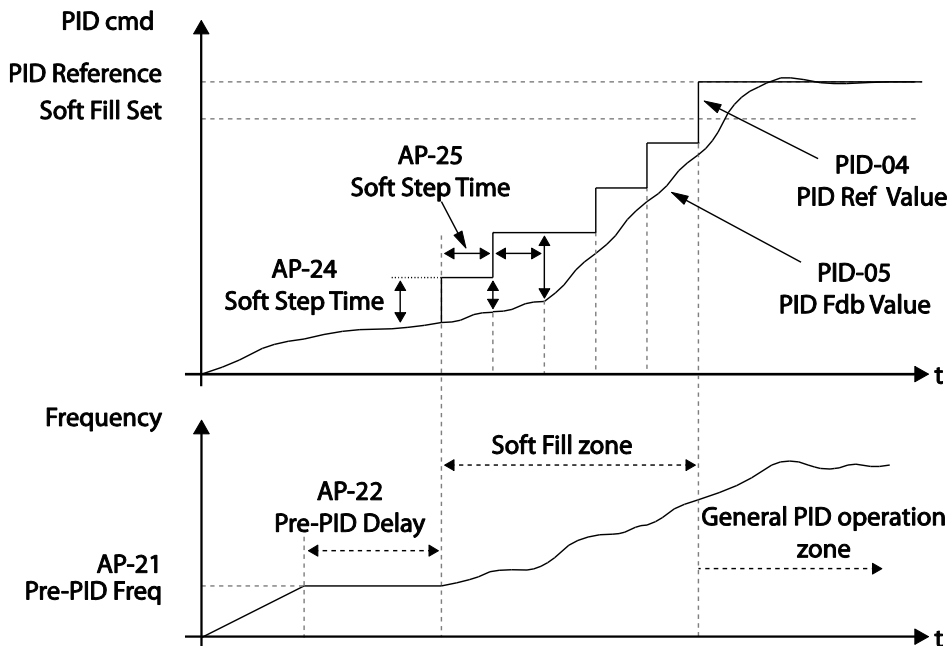 PID cmd
PID Reference
Soft Fill Set
AP-25
Soft Step Time
AP-24
Soft Step Time
PID-04
PID Ref Value
PID-05
PID Fdb Value
t
Frequency
Soft Fill zone
AP-22
Pre-PID Delay
General PID operation
zone
AP-21
Pre-PID Freq
t